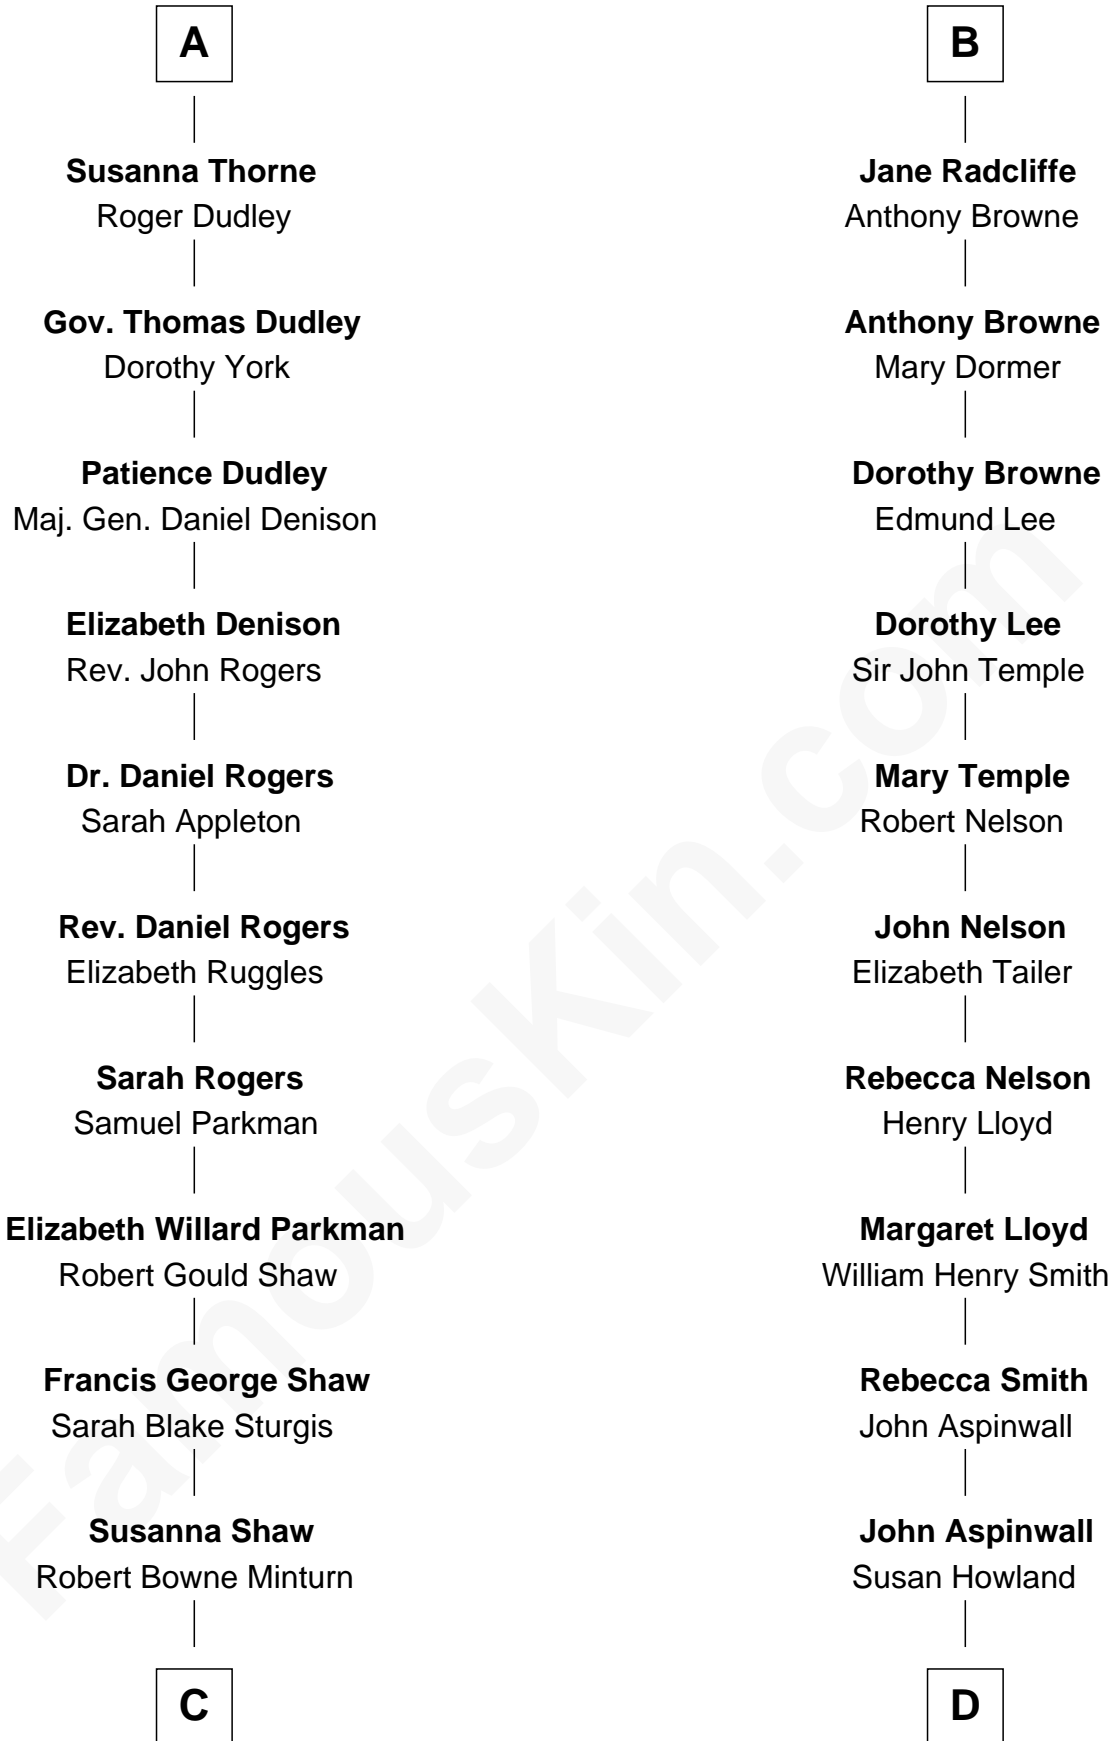 A
Susanna Thorne
Roger Dudley
Gov. Thomas Dudley
Dorothy York
Patience Dudley
Maj. Gen. Daniel Denison
Elizabeth Denison
Rev. John Rogers
Dr. Daniel Rogers
Sarah Appleton
Rev. Daniel Rogers
Elizabeth Ruggles
Sarah Rogers
Samuel Parkman
Elizabeth Willard Parkman
Robert Gould Shaw
Francis George Shaw
Sarah Blake Sturgis
Susanna Shaw
Robert Bowne Minturn
C
B
Jane Radcliffe
Anthony Browne
Anthony Browne
Mary Dormer
Dorothy Browne
Edmund Lee
Dorothy Lee
Sir John Temple
Mary Temple
Robert Nelson
John Nelson
Elizabeth Tailer
Rebecca Nelson
Henry Lloyd
Margaret Lloyd
William Henry Smith
Rebecca Smith
John Aspinwall
John Aspinwall
Susan Howland
D
FamousKin.com